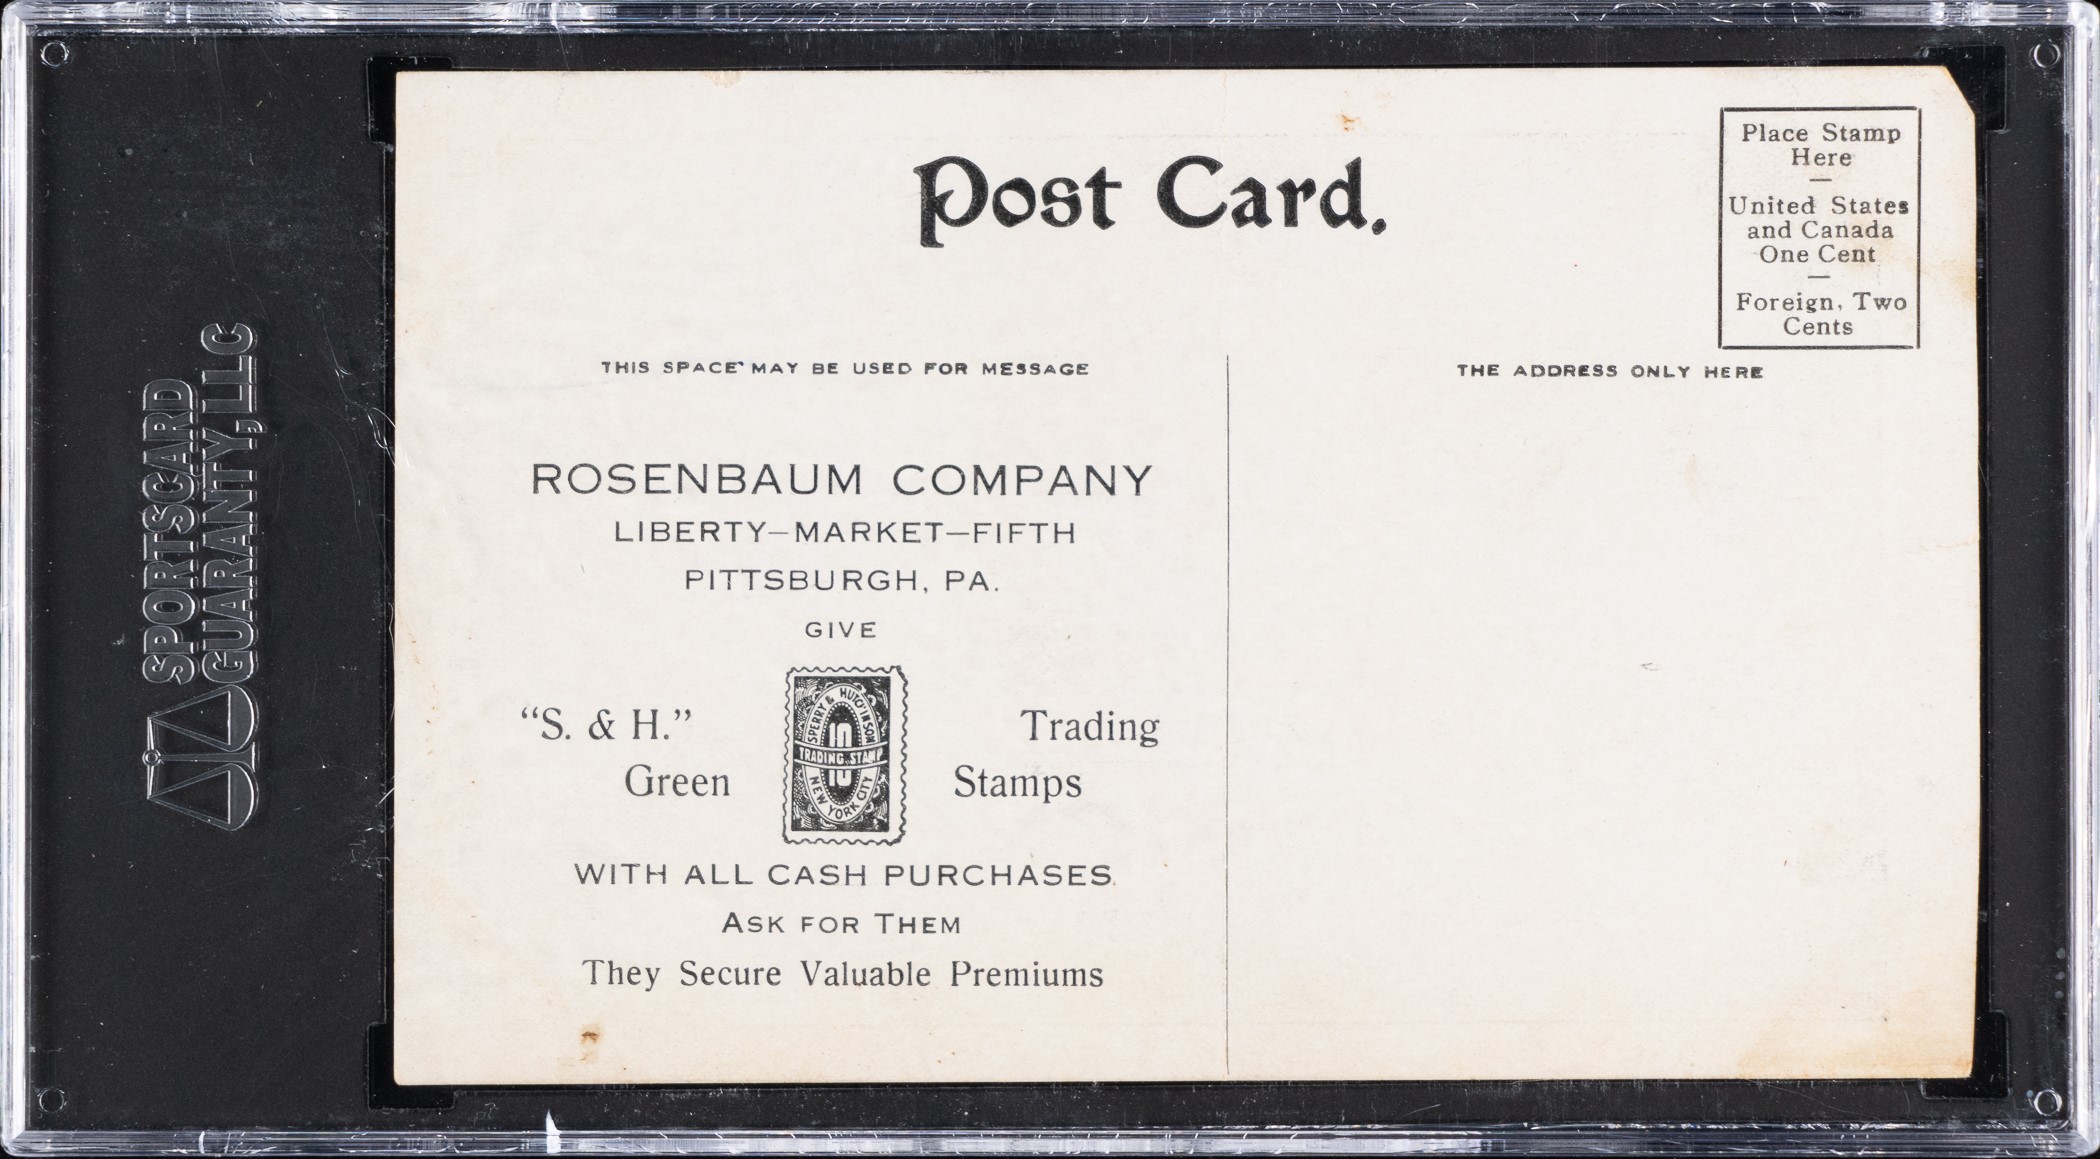 SPORTSCARD
GUARANTY, LLC
Post Card.
Place Stamp
Here
—
United States
and Canada
One Cent
—
Foreign, Two
Cents
THIS SPACE MAY BE USED FOR MESSAGE
THE ADDRESS ONLY HERE
ROSENBAUM COMPANY
LIBERTY—MARKET—FIFTH
PITTSBURGH, PA.
GIVE
“S. & H.”
Green
SPERRY & HUTCHINSON
10
TRADING STAMP
10
NEW YORK CITY
Trading
Stamps
WITH ALL CASH PURCHASES.
ASK FOR THEM
They Secure Valuable Premiums